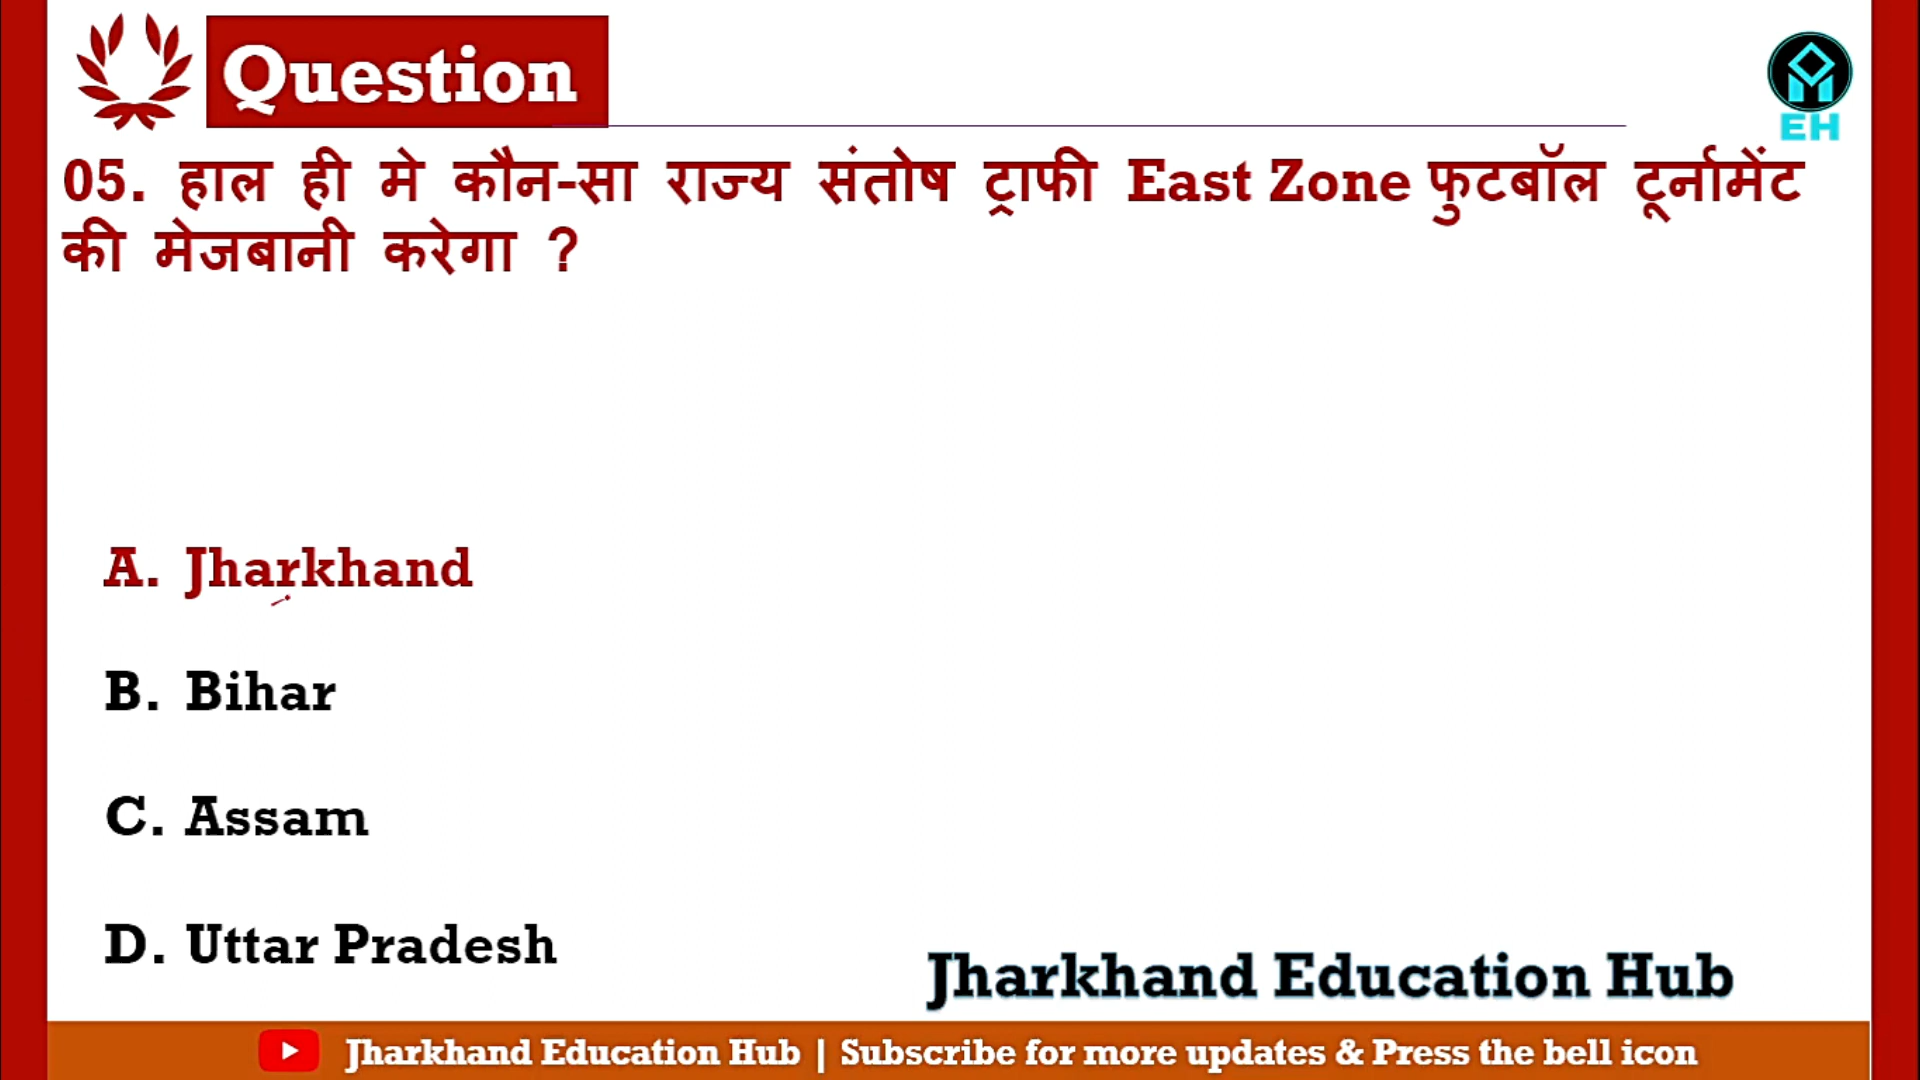 Question
EH
05. हाल ही मे कौन-सा राज्य संतोष ट्राफी East Zone फुटबॉल टूर्नामेंट
की मेजबानी करेगा ?
A. Jharkhand
B. Bihar
C. Assam
D. Uttar Pradesh
Jharkhand Education Hub
Jharkhand Education Hub | Subscribe for more updates & Press the bell icon